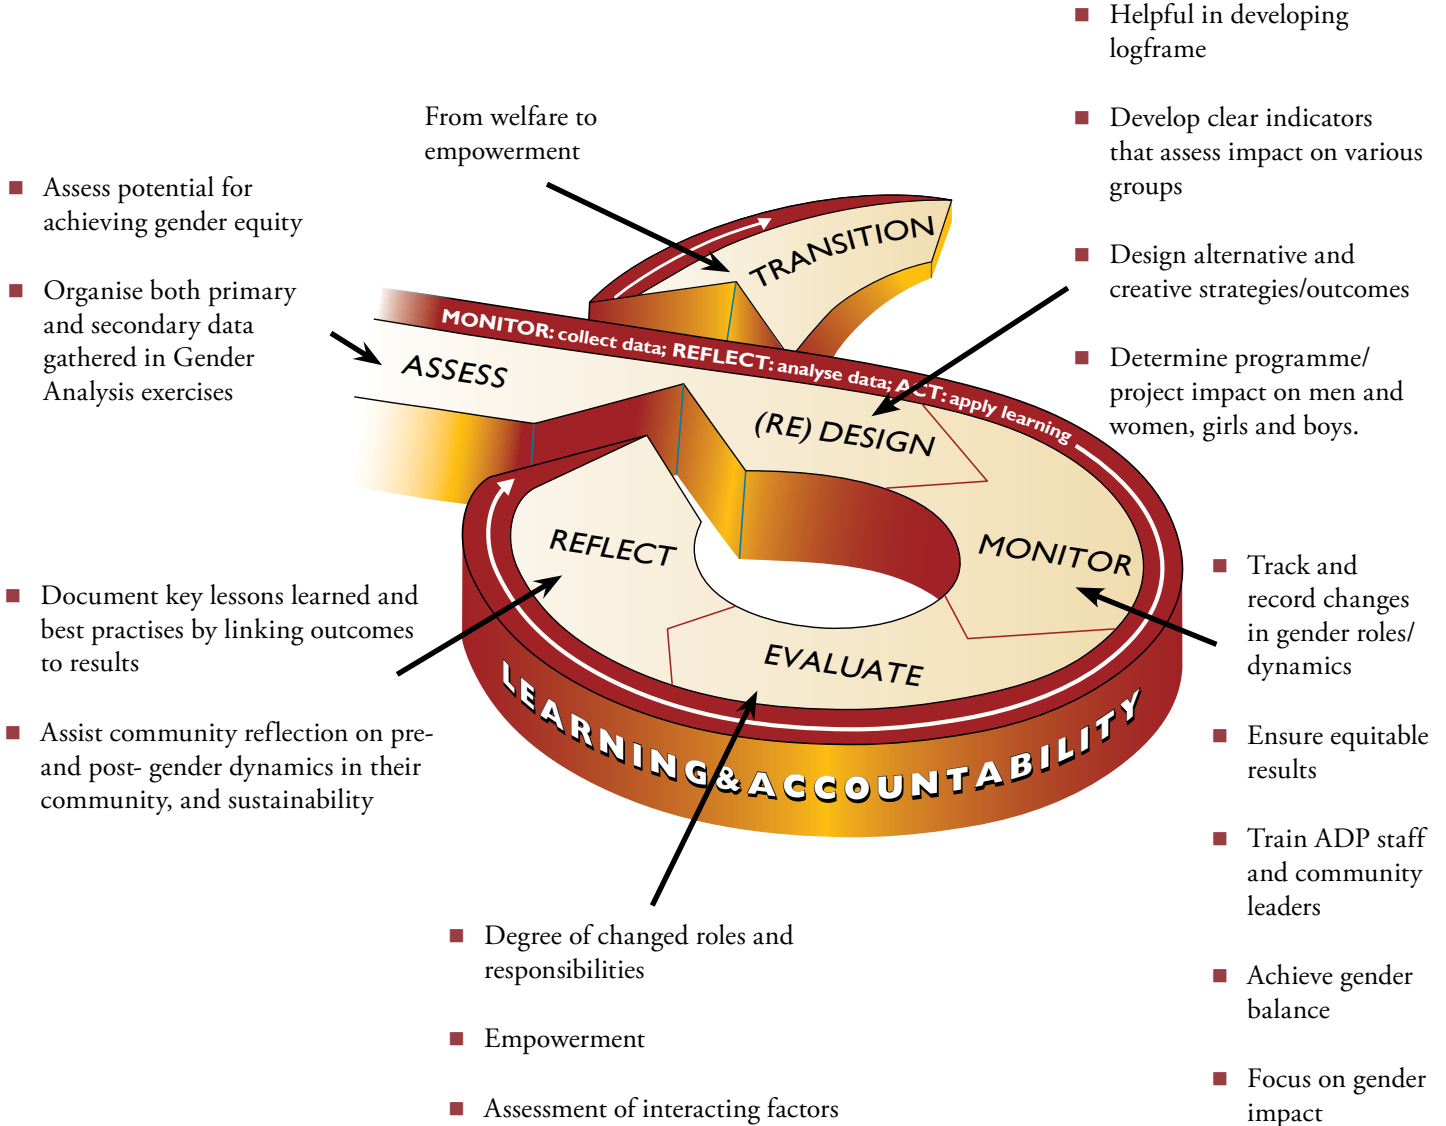 Helpful in developing
logframe
Develop clear indicators
that assess impact on various
groups
Design alternative and
creative strategies/outcomes
Determine programme/
project impact on men and
women, girls and boys.
From welfare to
empowerment
Assess potential for
achieving gender equity
Organise both primary
and secondary data
gathered in Gender
Analysis exercises
TRANSITION
MONITOR: collect data; REFLECT: analyse data; ACT: apply learning
ASSESS
(RE) DESIGN
MONITOR
REFLECT
EVALUATE
LEARNING & ACCOUNTABILITY
Document key lessons learned and
best practises by linking outcomes
to results
Assist community reflection on pre-
and post- gender dynamics in their
community, and sustainability
Track and
record changes
in gender roles/
dynamics
Ensure equitable
results
Train ADP staff
and community
leaders
Achieve gender
balance
Focus on gender
impact
Degree of changed roles and
responsibilities
Empowerment
Assessment of interacting factors